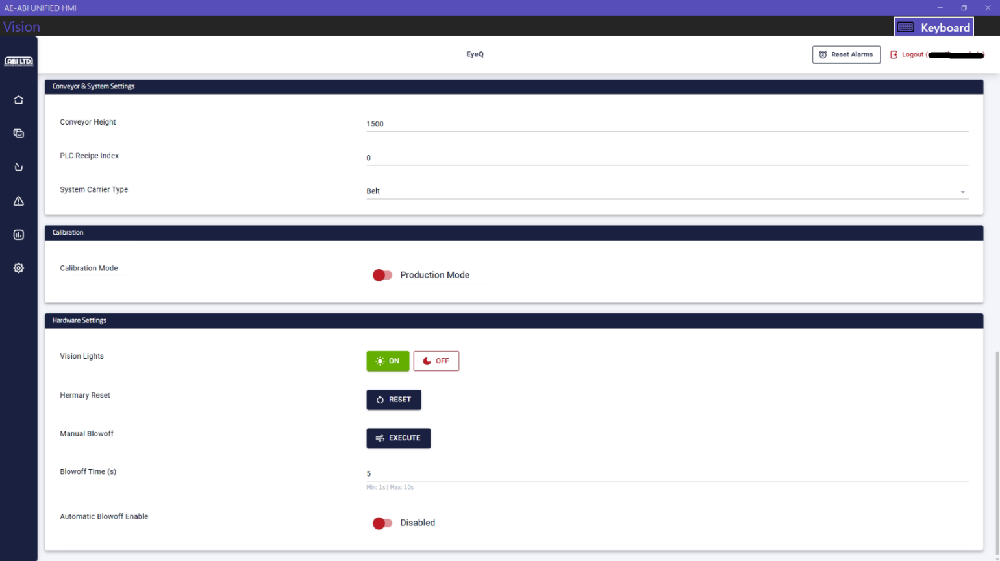 AE-ABI UNIFIED HMI
Vision
Keyboard
ABI LTD
EyeQ
Reset Alarms
Logout (
Conveyor & System Settings
Conveyor Height
1500
PLC Recipe Index
0
System Carrier Type
Belt
Calibration
Calibration Mode
Production Mode
Hardware Settings
Vision Lights
ON
OFF
Hermary Reset
RESET
Manual Blowoff
EXECUTE
Blowoff Time (s)
5
Min: 1s | Max: 10s
Automatic Blowoff Enable
Disabled